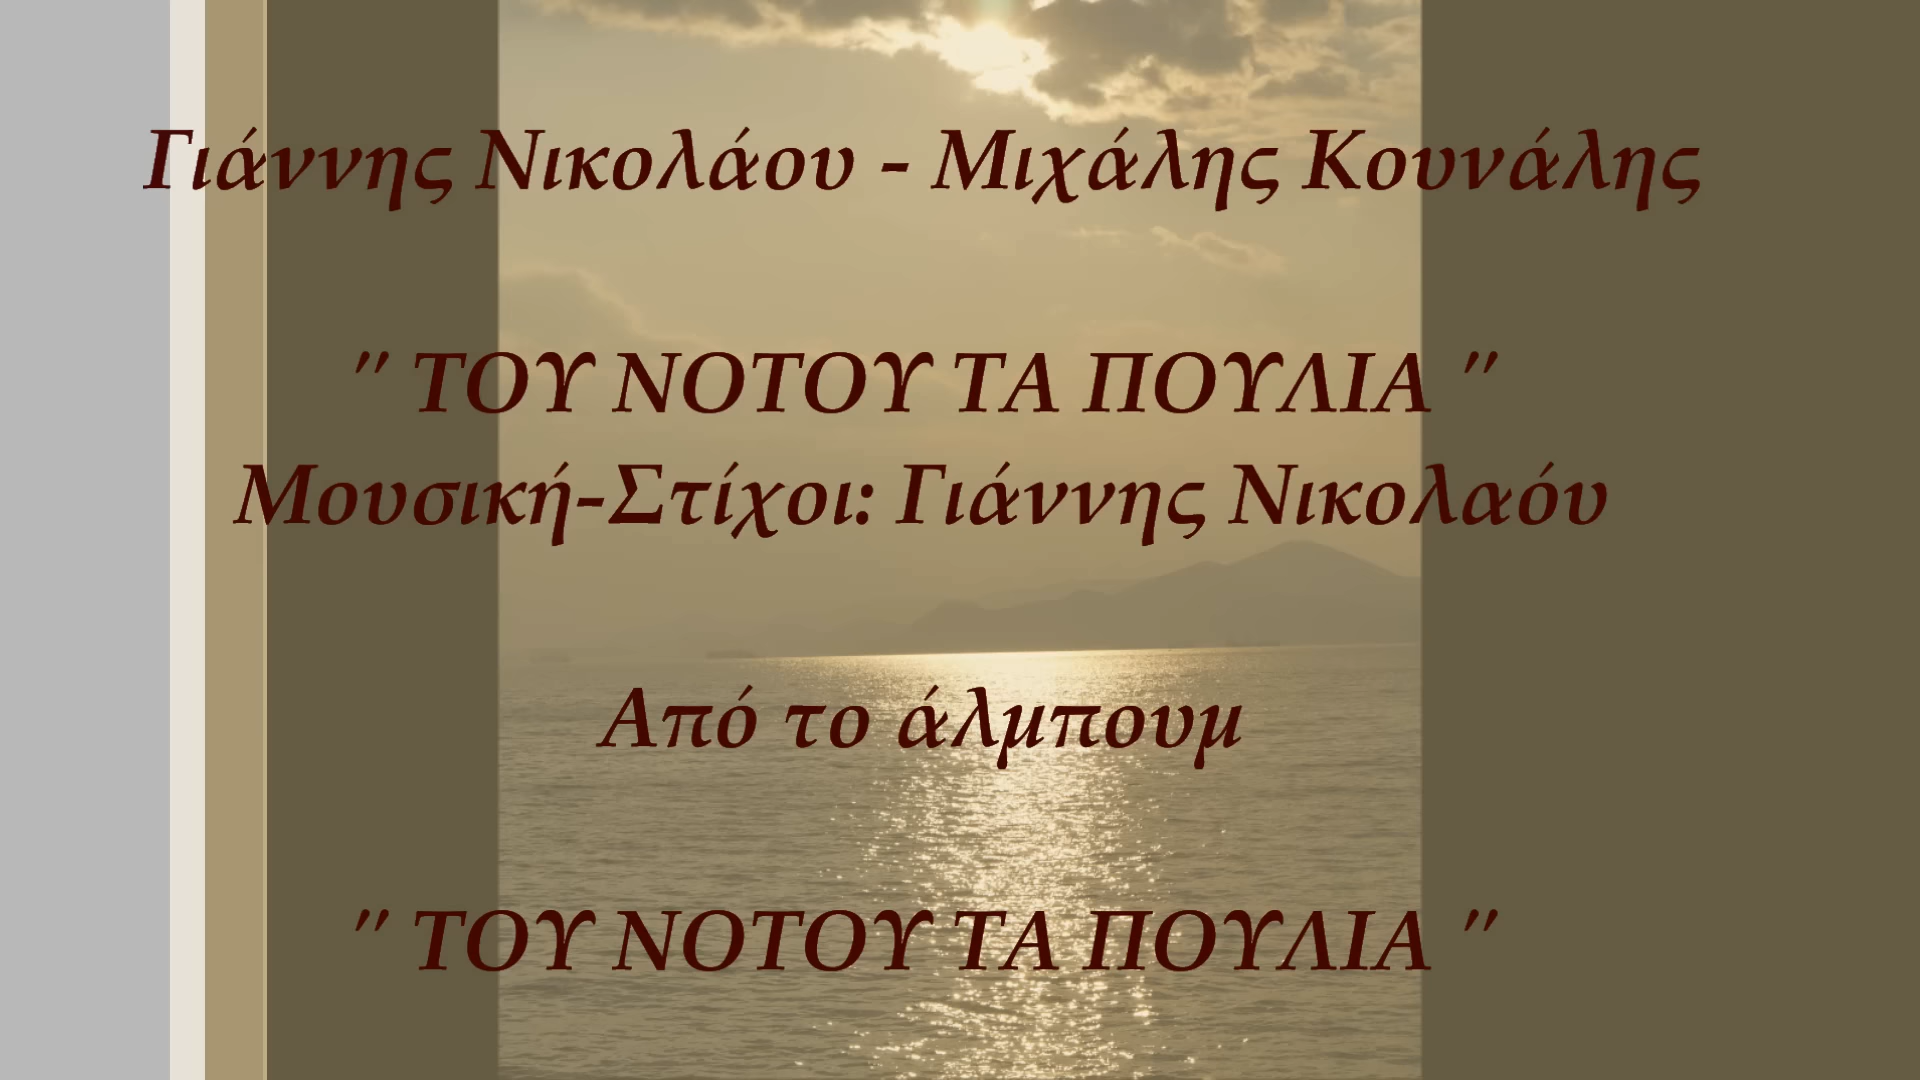 Γιάννης Νικολάου - Μιχάλης Κουνάλης
" ΤΟΥ ΝΟΤΟΥ ΤΑ ΠΟΥΛΙΑ "
Μουσική-Στίχοι: Γιάννης Νικολαόυ
Από το άλμπουμ
" ΤΟΥ ΝΟΤΟΥ ΤΑ ΠΟΥΛΙΑ "